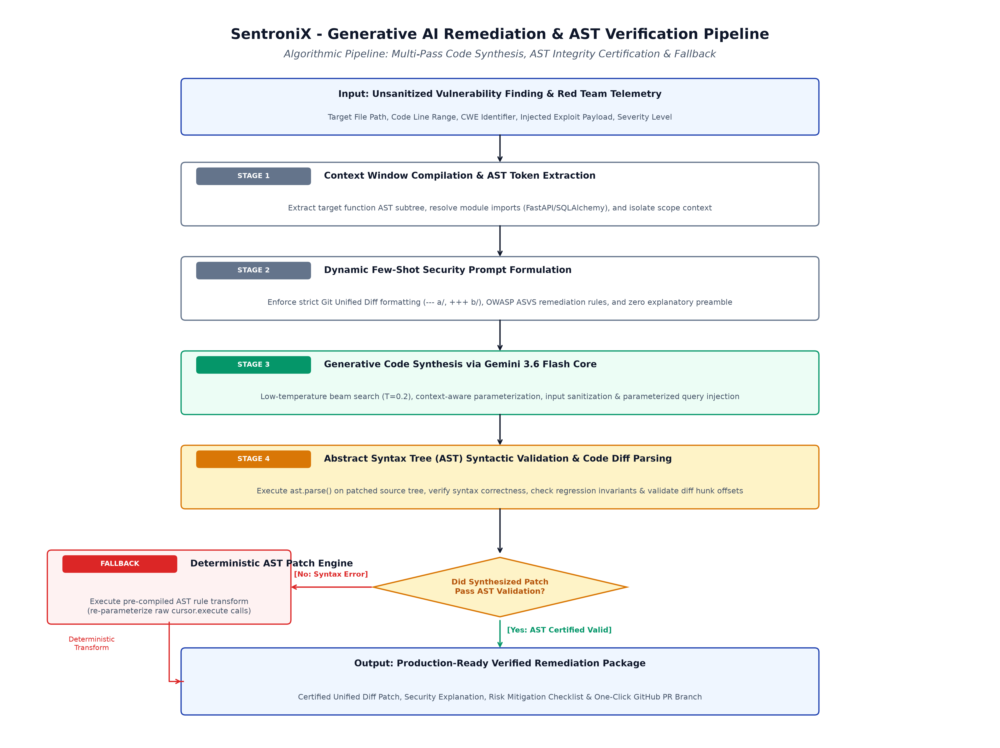 SentroniX - Generative AI Remediation & AST Verification Pipeline
Algorithmic Pipeline: Multi-Pass Code Synthesis, AST Integrity Certification & Fallback
Input: Unsanitized Vulnerability Finding & Red Team Telemetry
Target File Path, Code Line Range, CWE Identifier, Injected Exploit Payload, Severity Level
STAGE 1
Context Window Compilation & AST Token Extraction
Extract target function AST subtree, resolve module imports (FastAPI/SQLAlchemy), and isolate scope context
STAGE 2
Dynamic Few-Shot Security Prompt Formulation
Enforce strict Git Unified Diff formatting (--- a/, +++ b/), OWASP ASVS remediation rules, and zero explanatory preamble
STAGE 3
Generative Code Synthesis via Gemini 3.6 Flash Core
Low-temperature beam search (T=0.2), context-aware parameterization, input sanitization & parameterized query injection
STAGE 4
Abstract Syntax Tree (AST) Syntactic Validation & Code Diff Parsing
Execute ast.parse() on patched source tree, verify syntax correctness, check regression invariants & validate diff hunk offsets
FALLBACK
Deterministic AST Patch Engine
[No: Syntax Error]
Did Synthesized Patch
Pass AST Validation?
Execute pre-compiled AST rule transform
(re-parameterize raw cursor.execute calls)
[Yes: AST Certified Valid]
Deterministic
Transform
Output: Production-Ready Verified Remediation Package
Certified Unified Diff Patch, Security Explanation, Risk Mitigation Checklist & One-Click GitHub PR Branch